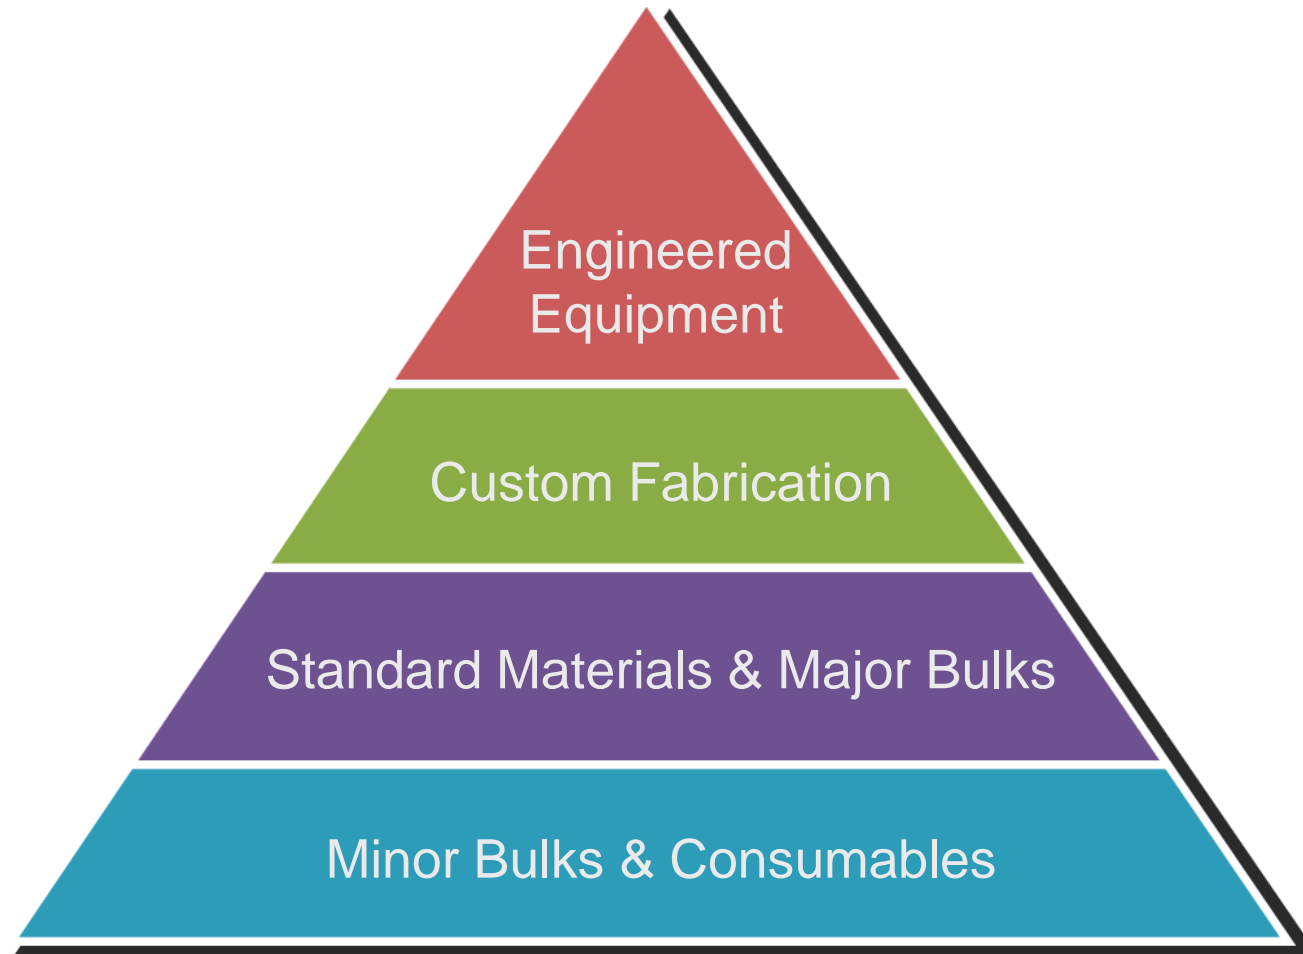 Engineered
Equipment
Custom Fabrication
Standard Materials & Major Bulks
Minor Bulks & Consumables